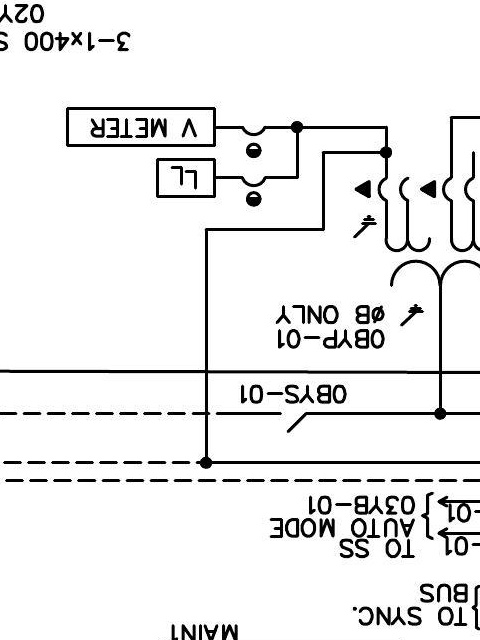 MAIN1
TO SYNC.
BUS
-01 TO SS
AUTO MODE
-01 03YB-01
0BYS-01
0BYP-01
ØB ONLY
LL
V METER
3-1x400 S
02Y